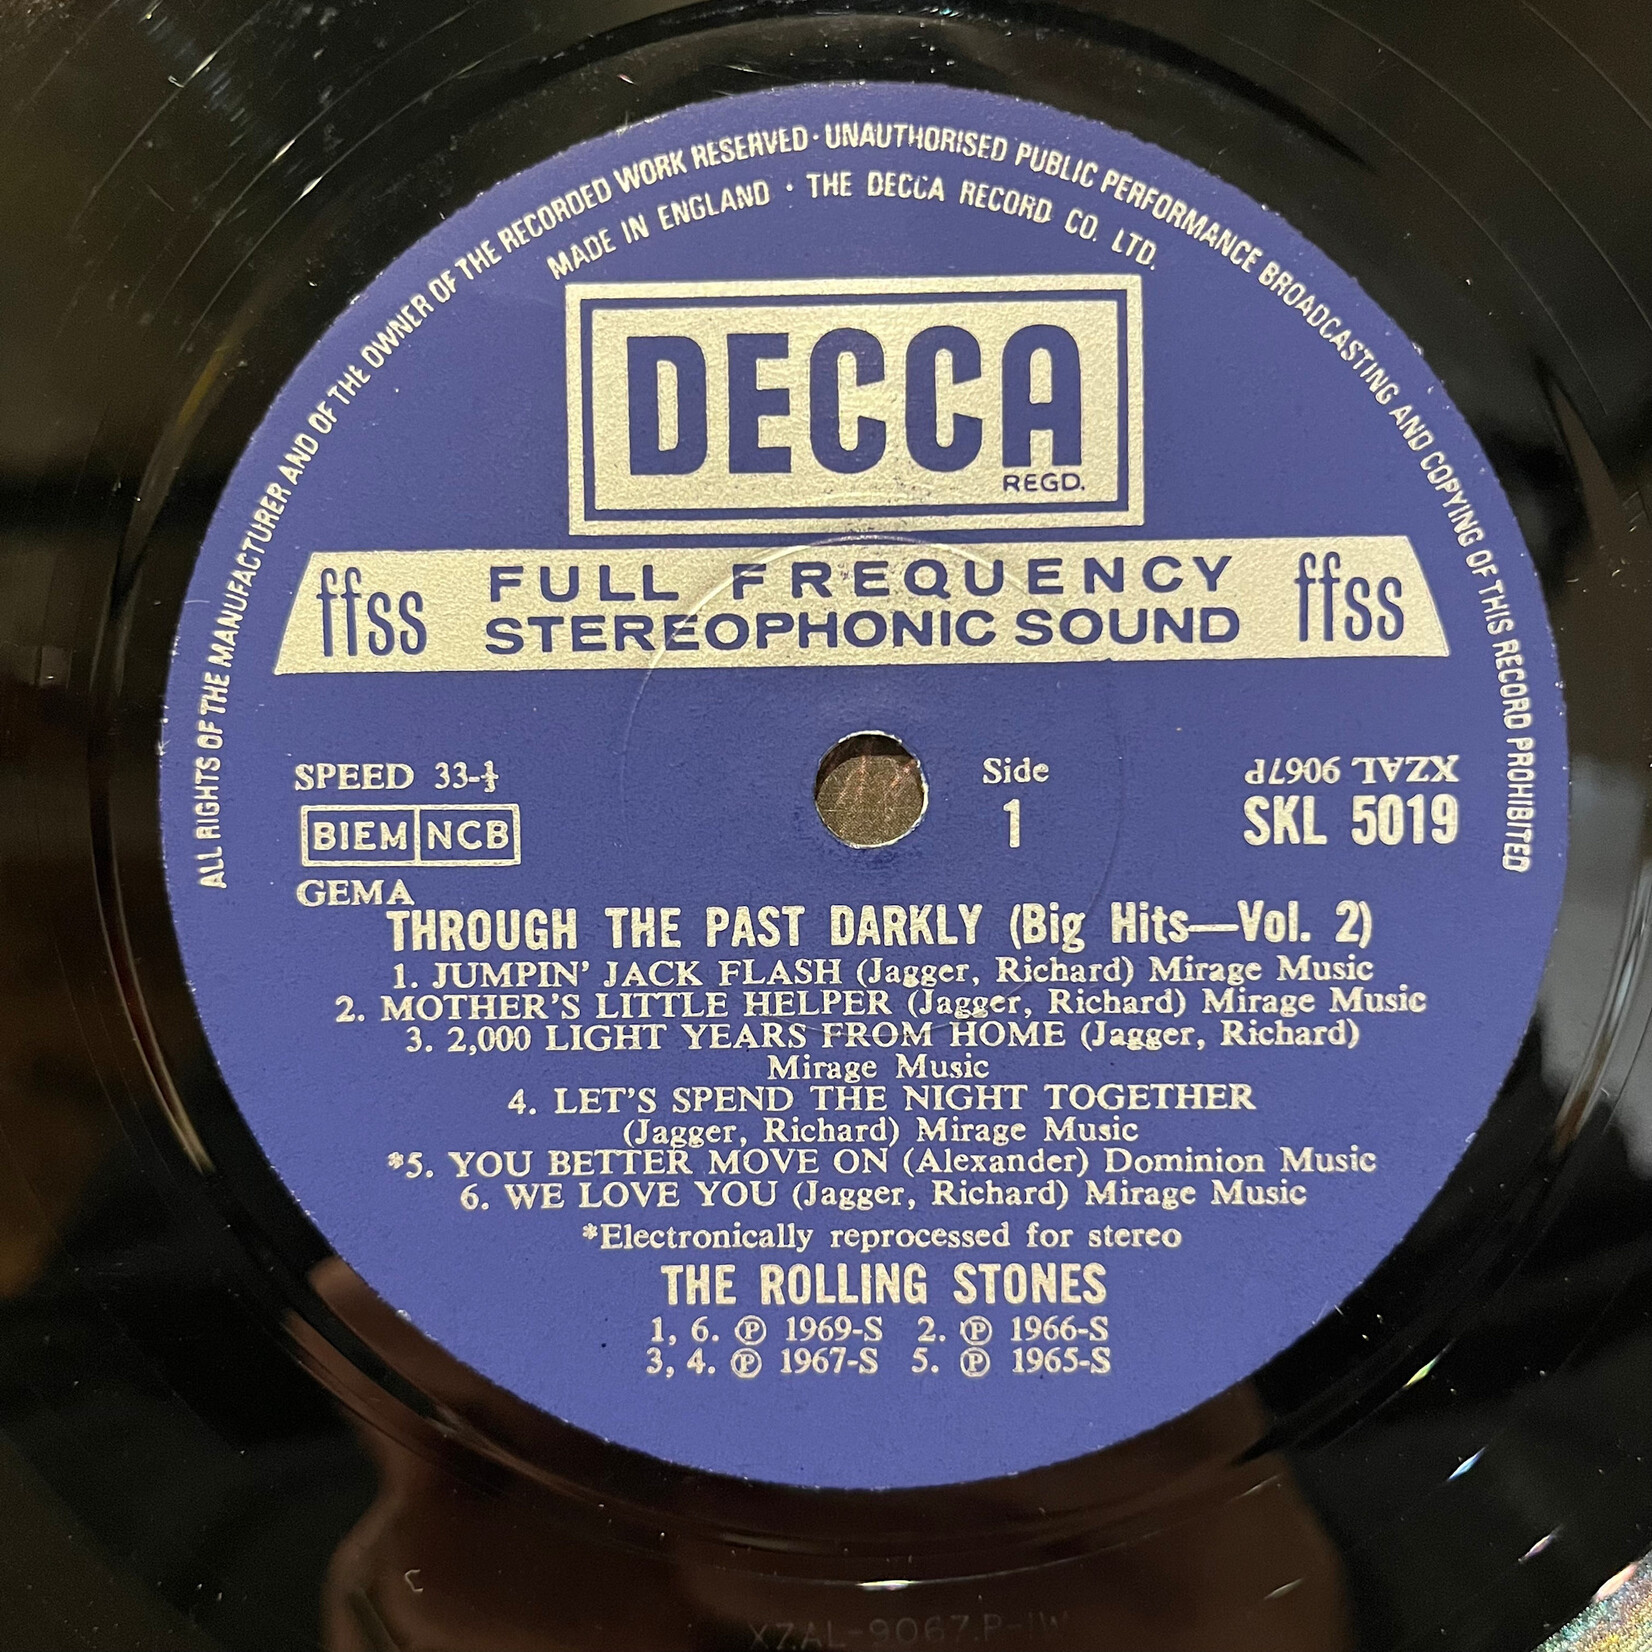 ALL RIGHTS OF THE MANUFACTURER AND OF THE OWNER OF THE RECORDED WORK RESERVED · UNAUTHORISED PUBLIC PERFORMANCE BROADCASTING AND COPYING OF THIS RECORD PROHIBITED
MADE IN ENGLAND · THE DECCA RECORD CO. LTD.
DECCA
REGD.
ffss FULL FREQUENCY ffss
STEREOPHONIC SOUND
SPEED 33-⅓
Side
XZAL 9067P
BIEM NCB
1
SKL 5019
GEMA
THROUGH THE PAST DARKLY (Big Hits—Vol. 2)
1. JUMPIN' JACK FLASH (Jagger, Richard) Mirage Music
2. MOTHER'S LITTLE HELPER (Jagger, Richard) Mirage Music
3. 2,000 LIGHT YEARS FROM HOME (Jagger, Richard)
Mirage Music
4. LET'S SPEND THE NIGHT TOGETHER
(Jagger, Richard) Mirage Music
*5. YOU BETTER MOVE ON (Alexander) Dominion Music
6. WE LOVE YOU (Jagger, Richard) Mirage Music
*Electronically reprocessed for stereo
THE ROLLING STONES
1, 6. ℗ 1969-S 2. ℗ 1966-S
3, 4. ℗ 1967-S 5. ℗ 1965-S
XZAL-9067.P-1W